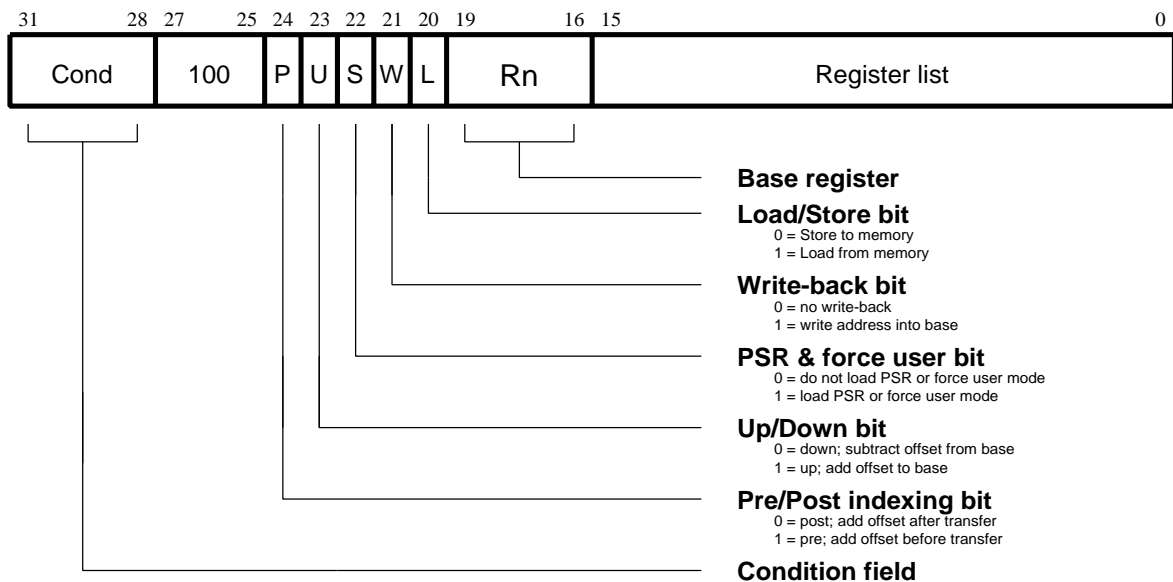 31 28 27 25 24 23 22 21 20 19 16 15 0
Cond 100 P U S W L Rn Register list
Base register
Load/Store bit
0 = Store to memory
1 = Load from memory
Write-back bit
0 = no write-back
1 = write address into base
PSR & force user bit
0 = do not load PSR or force user mode
1 = load PSR or force user mode
Up/Down bit
0 = down; subtract offset from base
1 = up; add offset to base
Pre/Post indexing bit
0 = post; add offset after transfer
1 = pre; add offset before transfer
Condition field